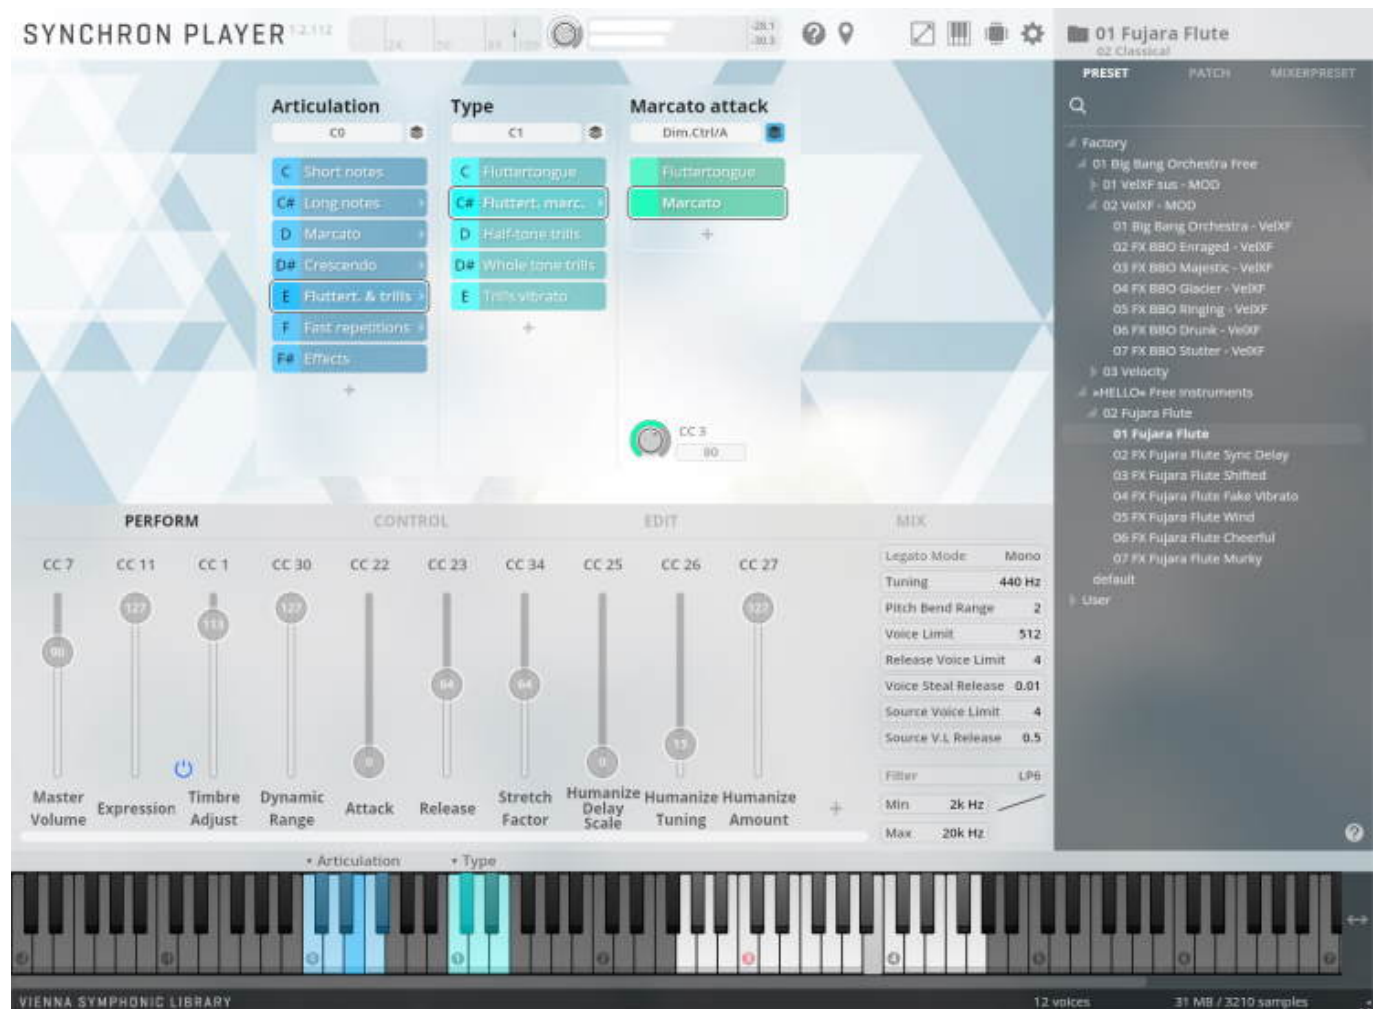 SYNCHRON PLAYER 1.2.112
-28.1
-30.3
01 Fujara Flute
02 Classical
PRESET PATCH MIXERPRESET
Articulation Type Marcato attack
C0 C1 Dim.Ctrl/A
C Short notes
C# Long notes
D Marcato
D# Crescendo
E Fluttert. & trills
F Fast repetitions
F# Effects
+
C Fluttertongue
C# Fluttert. marc.
D Half-tone trills
D# Whole tone trills
E Trills vibrato
+
Fluttertongue
Marcato
+
CC 3
80
Factory
01 Big Bang Orchestra Free
01 VelXF sus - MOD
02 VelXF - MOD
01 Big Bang Orchestra - VelXF
02 FX BBO Enraged - VelXF
03 FX BBO Majestic - VelXF
04 FX BBO Glacier - VelXF
05 FX BBO Ringing - VelXF
06 FX BBO Drunk - VelXF
07 FX BBO Stutter - VelXF
03 Velocity
»HELLO« Free Instruments
02 Fujara Flute
01 Fujara Flute
02 FX Fujara Flute Sync Delay
03 FX Fujara Flute Shifted
04 FX Fujara Flute Fake Vibrato
05 FX Fujara Flute Wind
06 FX Fujara Flute Cheerful
07 FX Fujara Flute Murky
default
User
PERFORM CONTROL EDIT MIX
CC 7 CC 11 CC 1 CC 30 CC 22 CC 23 CC 34 CC 25 CC 26 CC 27
127 113 127 0 64 64 0 15 127
Master Volume
Expression
Timbre Adjust
Dynamic Range
Attack
Release
Stretch Factor
Humanize Delay Scale
Humanize Tuning
Humanize Amount
+
Legato Mode Mono
Tuning 440 Hz
Pitch Bend Range 2
Voice Limit 512
Release Voice Limit 4
Voice Steal Release 0.01
Source Voice Limit 4
Source V.L Release 0.5
Filter LP6
Min 2k Hz
Max 20k Hz
• Articulation • Type
VIENNA SYMPHONIC LIBRARY
12 voices 31 MB / 3210 samples